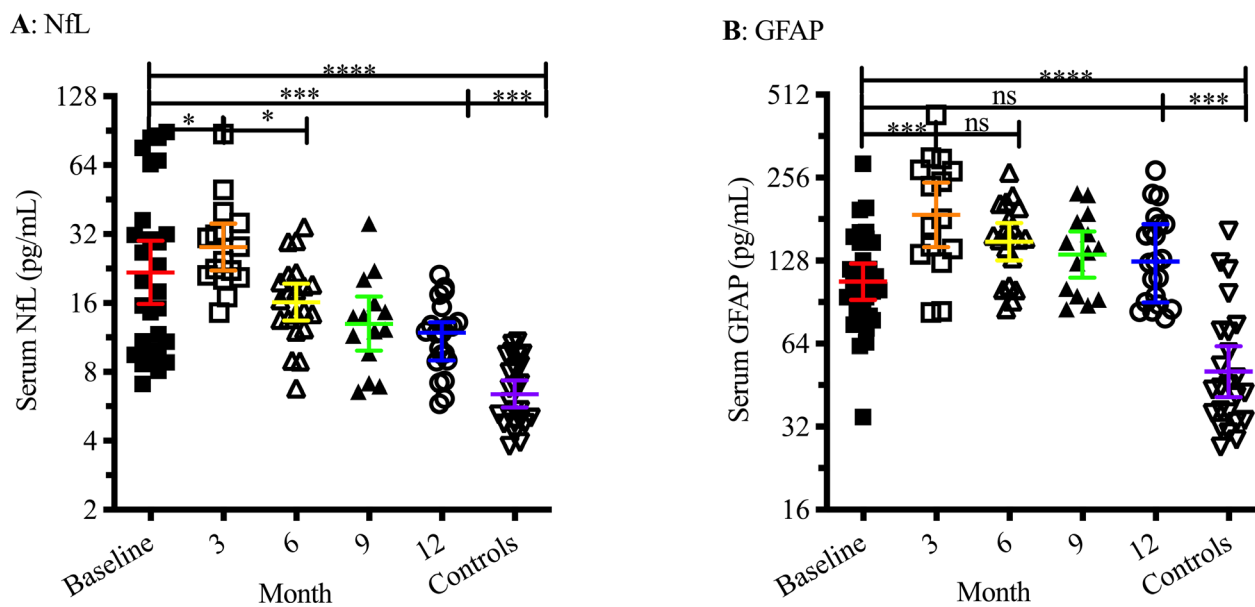 A: NfL
****
***
***
*
*
128
64
32
16
8
4
2
Serum NfL (pg/mL)
Baseline
3
6
9
12
Controls
Month
B: GFAP
****
ns
***
***
ns
512
256
128
64
32
16
Serum GFAP (pg/mL)
Baseline
3
6
9
12
Controls
Month